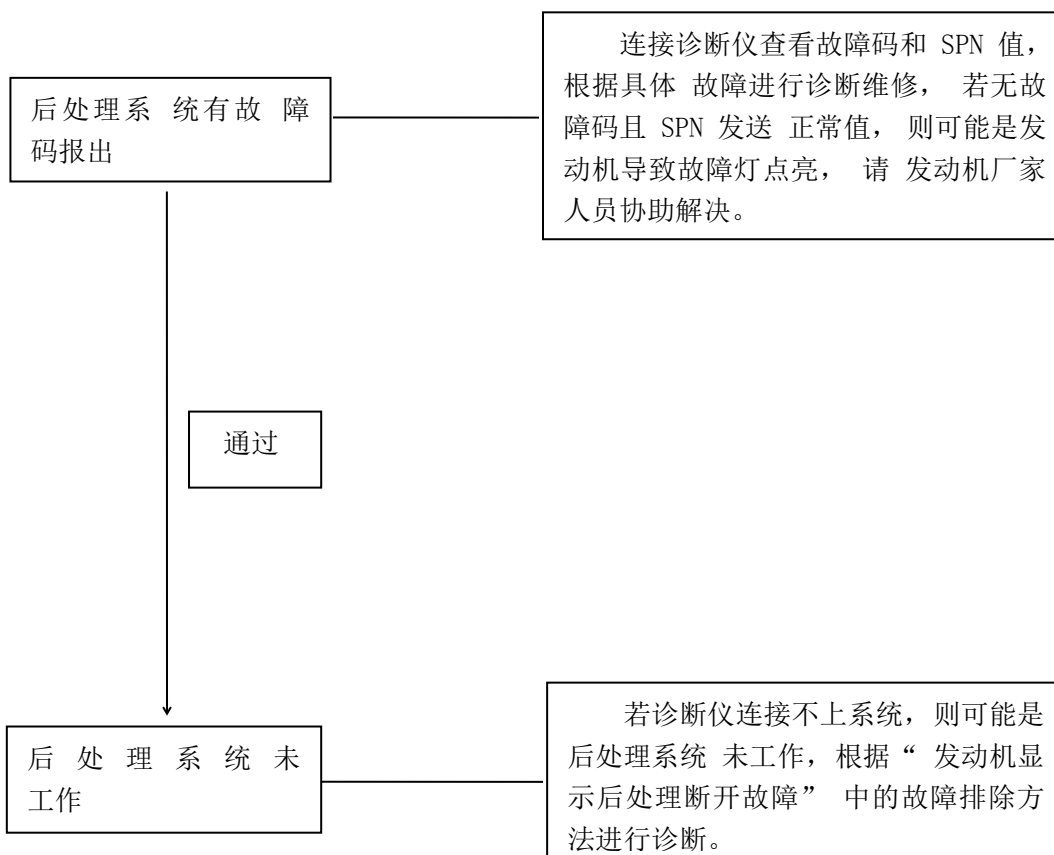 连接诊断仪查看故障码和 SPN 值,
根据具体 故障进行诊断维修, 若无故
障码且 SPN 发送 正常值, 则可能是发
动机导致故障灯点亮, 请 发动机厂家
人员协助解决。
后处理系 统有故 障
码报出
通过
若诊断仪连接不上系统, 则可能是
后处理系统 未工作, 根据“ 发动机显
示后处理断开故障” 中的故障排除方
法进行诊断。
后 处 理 系 统 未
工作